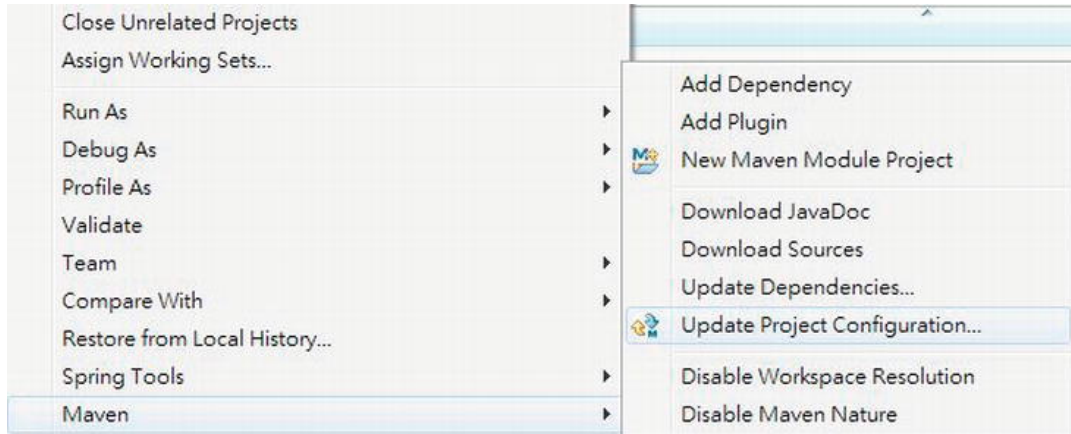 Close Unrelated Projects
Assign Working Sets...
Run As
Debug As
Profile As
Validate
Team
Compare With
Restore from Local History...
Spring Tools
Maven
Add Dependency
Add Plugin
New Maven Module Project
Download JavaDoc
Download Sources
Update Dependencies...
Update Project Configuration...
Disable Workspace Resolution
Disable Maven Nature